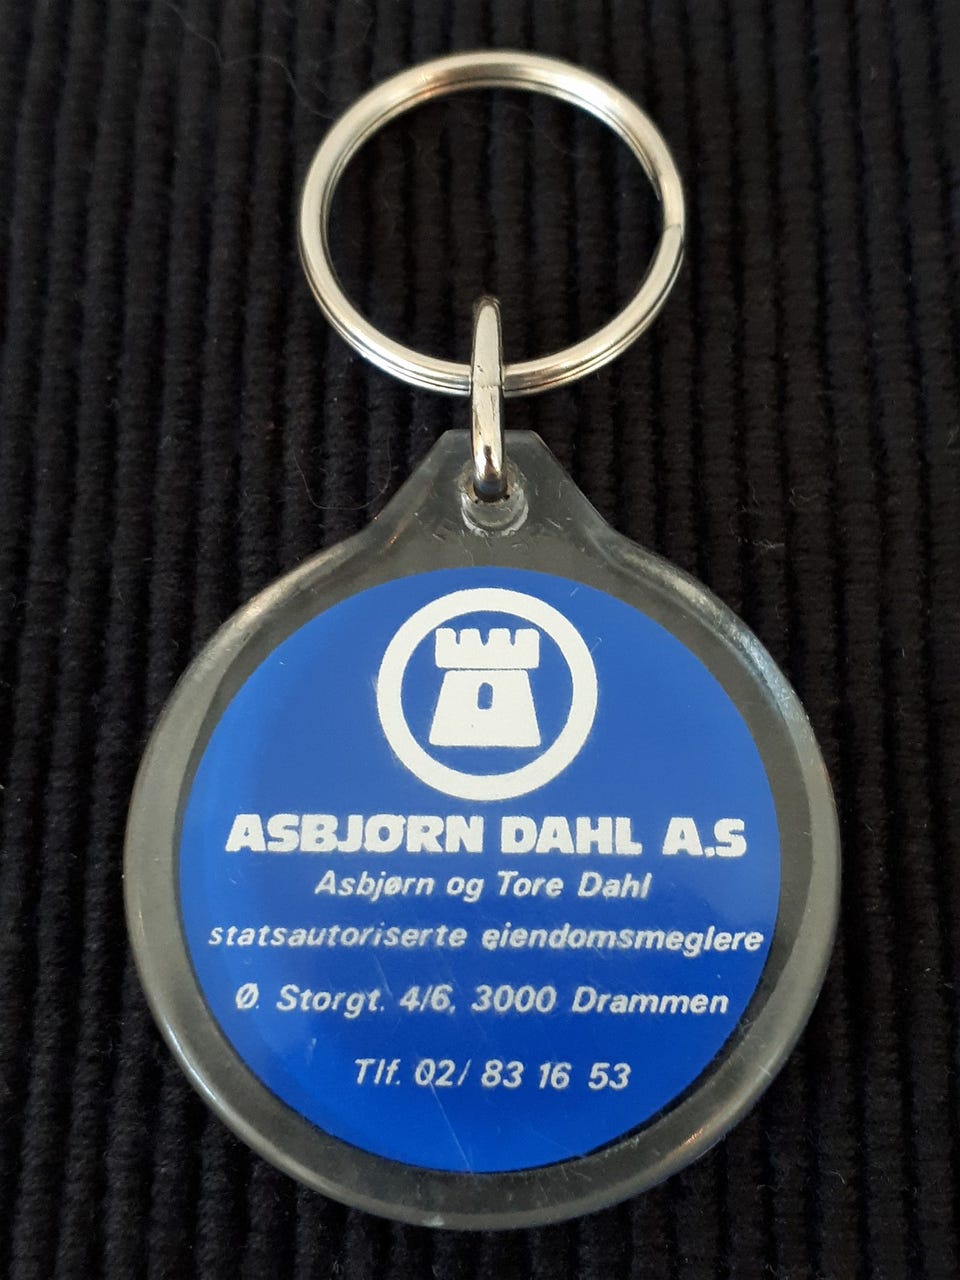 ASBJØRN DAHL A.S
Asbjørn og Tore Dahl
statsautoriserte eiendomsmeglere
Ø. Storgt. 4/6, 3000 Drammen
Tlf. 02/ 83 16 53